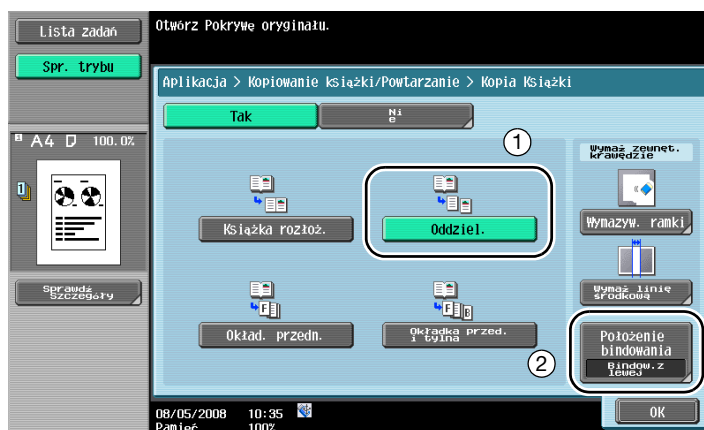 Lista zadań
Spr. trybu
Otwórz Pokrywę oryginału.
Aplikacja > Kopiowanie książki/Powtarzanie > Kopia Książki
Tak
Ni
e
A4 100.0%
1
Sprawdź
Szczegóły
1
Książka rozłoż.
Oddziel.
Okład. przedn.
Okładka przed.
i tylna
F
F B
Wymaż zewnęt.
krawędzie
Wymazyw. ramki
Wymaż linię
środkową
2
Położenie
bindowania
Bindow.z
lewej
OK
08/05/2008 10:35
Pamięć 100%